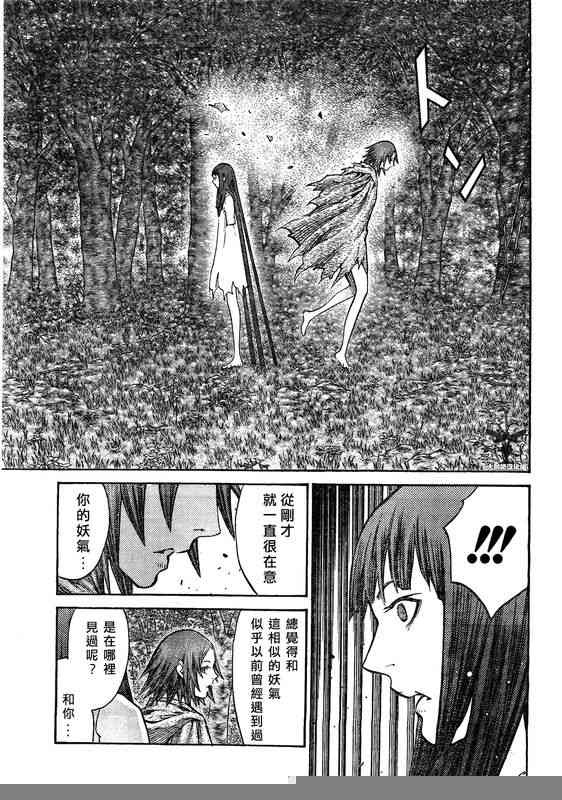 トッ
!!!
從剛才
就一直很在意
你的妖氣…
總覺得和
這相似的妖氣
似乎以前曾經遇到過
是在哪裡
見過呢？
和你…